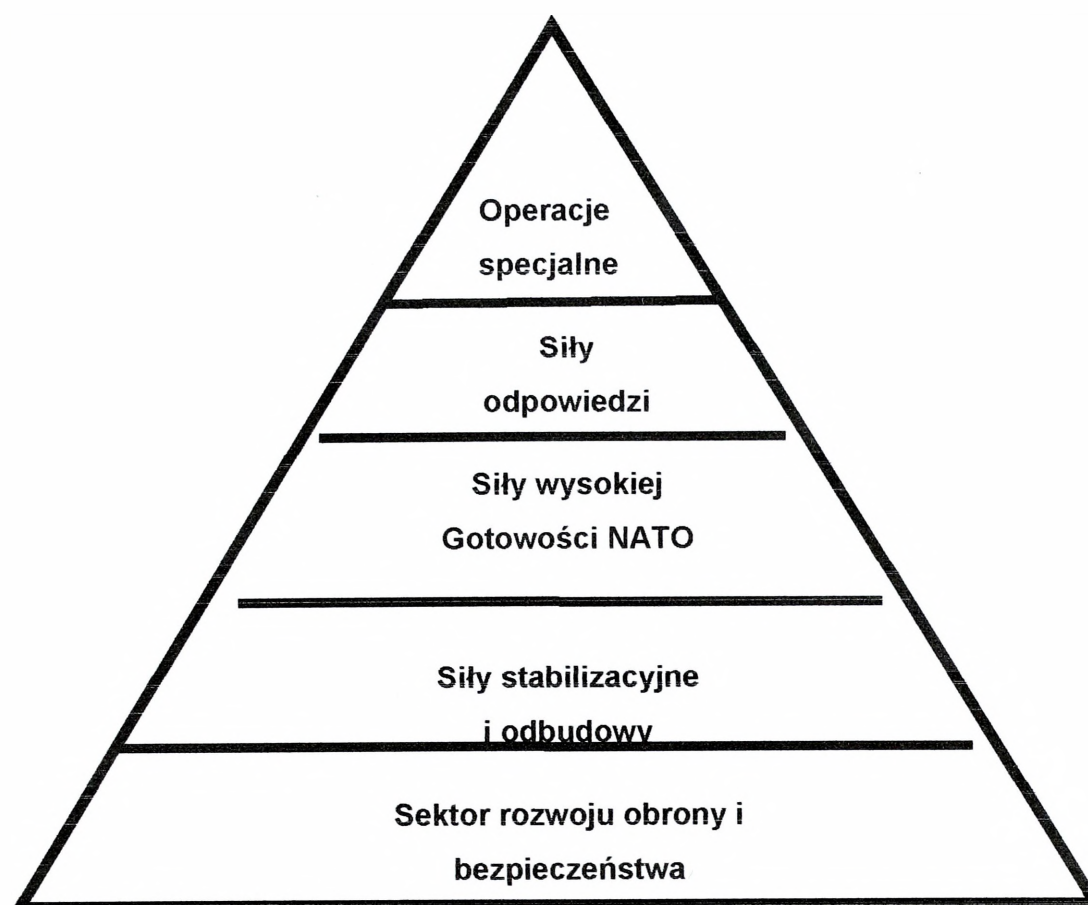 Operacje
specjalne
Siły
odpowiedzi
Siły wysokiej
Gotowości NATO
Siły stabilizacyjne
i odbudowy
Sektor rozwoju obrony i
bezpieczeństwa